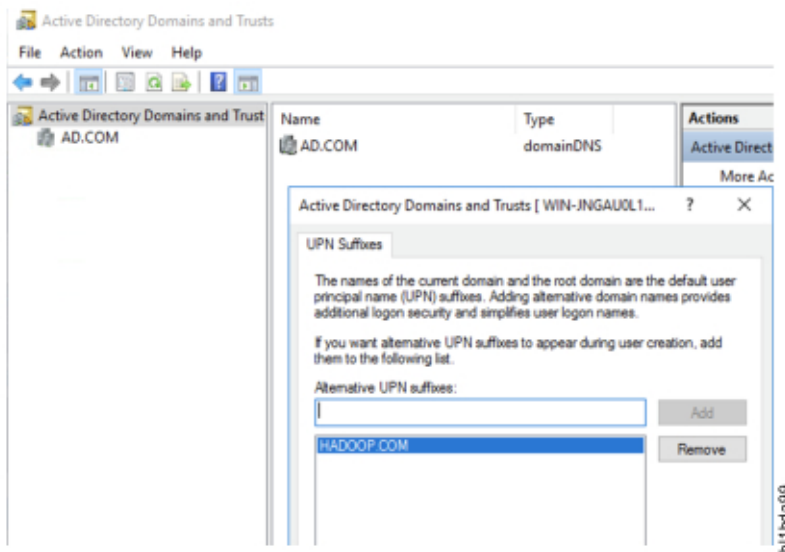 Active Directory Domains and Trusts
File Action View Help
Active Directory Domains and Trust
AD.COM
Name Type
AD.COM domainDNS
Actions
Active Direct
More Ac
Active Directory Domains and Trusts [ WIN-JNGAU0L1... ? ×
UPN Suffixes
The names of the current domain and the root domain are the default user
principal name (UPN) suffixes. Adding alternative domain names provides
additional logon security and simplifies user logon names.
If you want alternative UPN suffixes to appear during user creation, add
them to the following list.
Alternative UPN suffixes:
Add
HADOOP.COM
Remove